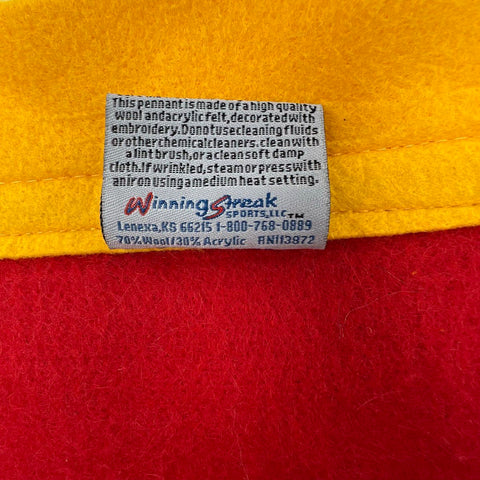 This pennant is made of a high quality
wool and acrylic felt, decorated with
embroidery. Do not use cleaning fluids
or other chemical cleaners. clean with
a lint brush, or a clean soft damp
cloth. If wrinkled, steam or press with
an iron using a medium heat setting.
Winning Streak
SPORTS, LLC TM
Lenexa, KS 66215 1-800-768-0889
70% Wool/30% Acrylic RN113872